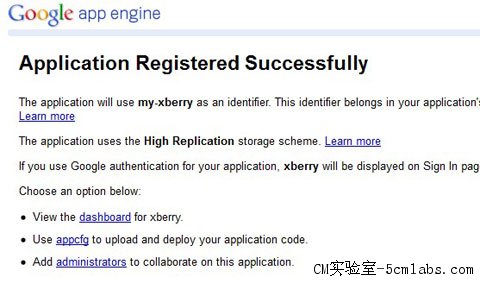 Google app engine
Application Registered Successfully
The application will use my-xberry as an identifier. This identifier belongs in your application's
Learn more
The application uses the High Replication storage scheme. Learn more
If you use Google authentication for your application, xberry will be displayed on Sign In pag
Choose an option below:
View the dashboard for xberry.
Use appcfg to upload and deploy your application code.
Add administrators to collaborate on this application.
CM实验室-5cmlabs.com